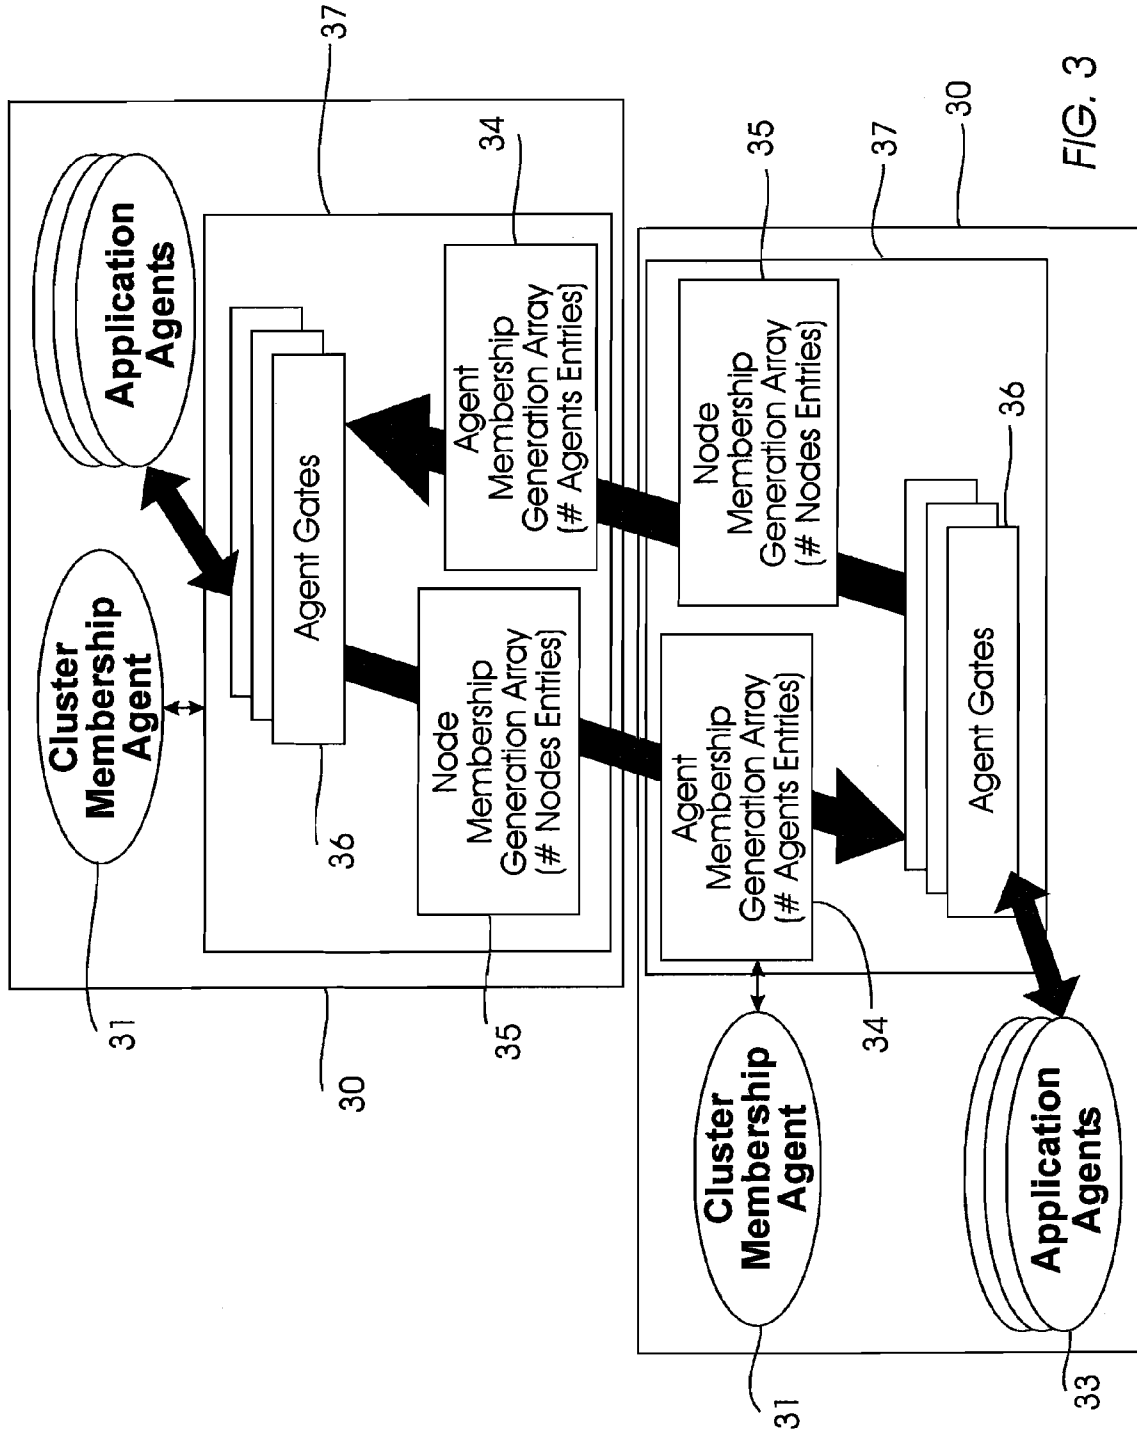 37
Application
Agents
34
Agent
Membership
Generation Array
(# Agents Entries)
Agent Gates
Cluster
Membership
Agent
36
Node
Membership
Generation Array
(# Nodes Entries)
31
35
30
FIG. 3
30
37
35
Node
Membership
Generation Array
(# Nodes Entries)
36
Agent Gates
Agent
Membership
Generation Array
(# Agents Entries)
34
Cluster
Membership
Agent
31
Application
Agents
33